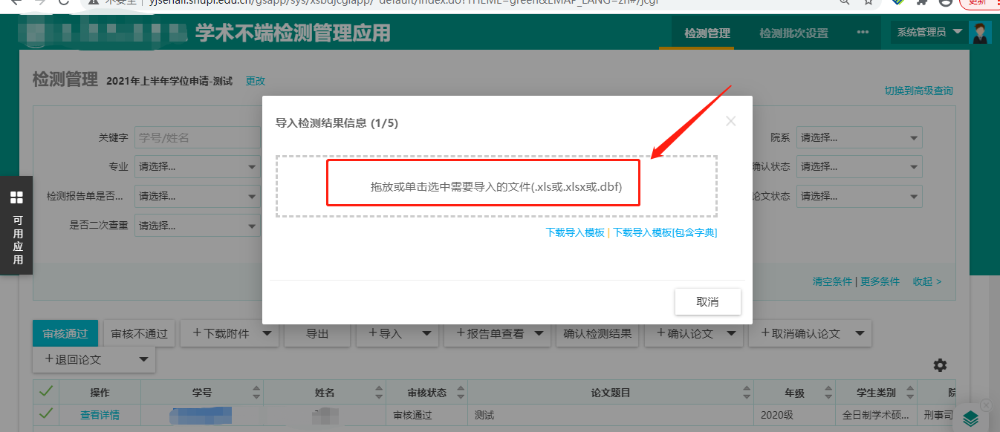 不安全 yjsehall.shupl.edu.cn/gsapp/sys/xsbdjcglapp/*default/index.do?THEME=green&EMAP_LANG=zh#/jcgl 更新
学术不端检测管理应用 检测管理 检测批次设置 ··· 系统管理员
检测管理 2021年上半年学位申请-测试 更改
切换到高级查询
导入检测结果信息 (1/5)
关键字 学号/姓名 院系 请选择...
专业 请选择... 确认状态 请选择...
拖放或单击选中需要导入的文件(.xls或.xlsx或.dbf)
检测报告单是否... 请选择... 论文状态 请选择...
是否二次查重 请选择...
下载导入模板 | 下载导入模板[包含字典]
可用应用
清空条件 | 更多条件 收起 >
取消
审核通过 审核不通过 +下载附件 导出 +导入 +报告单查看 确认检测结果 +确认论文 +取消确认论文
+退回论文
操作 学号 姓名 审核状态 论文题目 年级 学生类别 院
查看详情 审核通过 测试 2020级 全日制学术硕... 刑事司